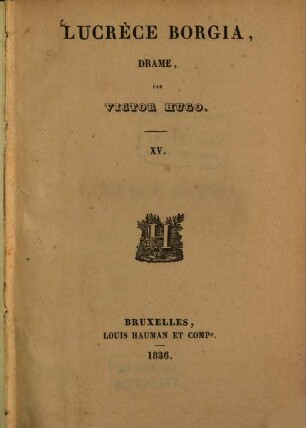 LUCRÈCE BORGIA,
DRAME,
PAR
VICTOR HUGO.
XV.
H
BRUXELLES,
LOUIS HAUMAN ET COMPe.
1836.